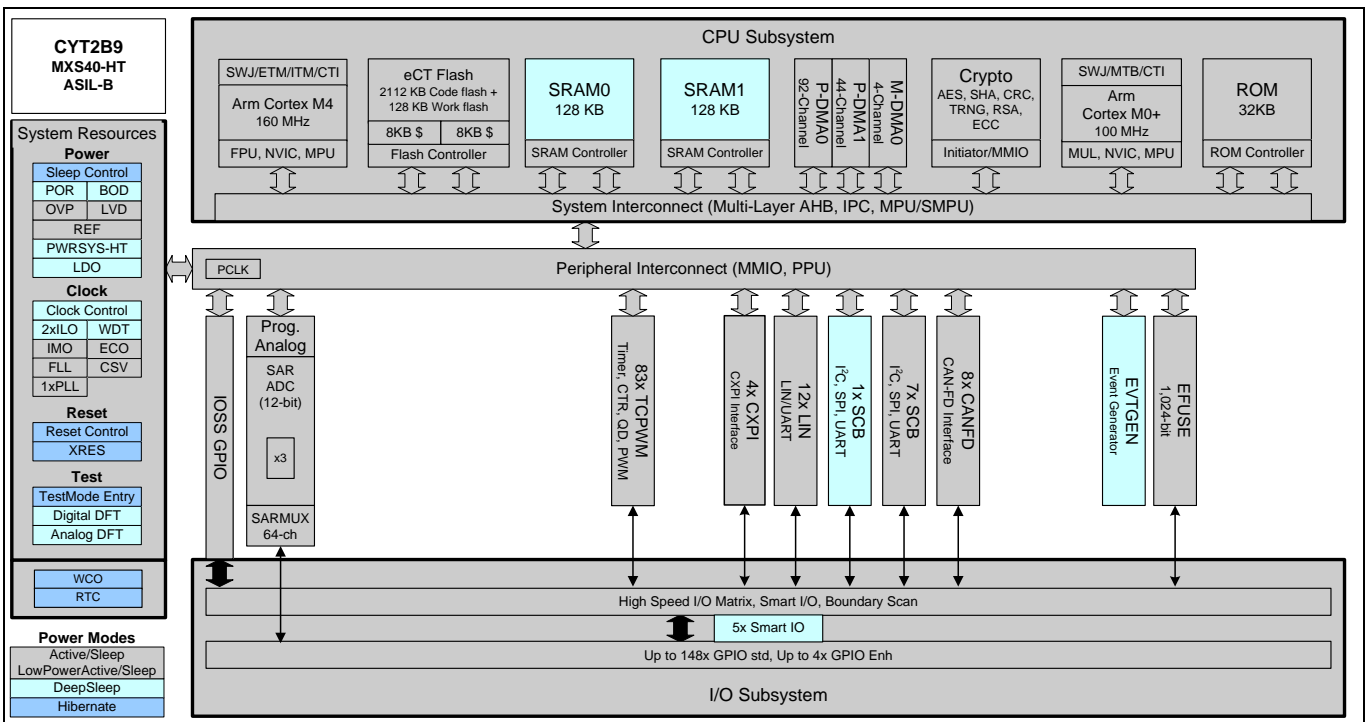 CYT2B9
MXS40-HT
ASIL-B
System Resources
Power
Sleep Control
POR BOD
OVP LVD
REF
PWRSYS-HT
LDO
Clock
Clock Control
2xILO WDT
IMO ECO
FLL CSV
1xPLL
Reset
Reset Control
XRES
Test
TestMode Entry
Digital DFT
Analog DFT
WCO
RTC
Power Modes
Active/Sleep
LowPowerActive/Sleep
DeepSleep
Hibernate
CPU Subsystem
SWJ/ETM/ITM/CTI
Arm Cortex M4
160 MHz
FPU, NVIC, MPU
eCT Flash
2112 KB Code flash +
128 KB Work flash
8KB $ 8KB $
Flash Controller
SRAM0
128 KB
SRAM Controller
SRAM1
128 KB
SRAM Controller
P-DMA0
92-Channel
P-DMA1
44-Channel
M-DMA0
4-Channel
Crypto
AES, SHA, CRC,
TRNG, RSA,
ECC
Initiator/MMIO
SWJ/MTB/CTI
Arm
Cortex M0+
100 MHz
MUL, NVIC, MPU
ROM
32KB
ROM Controller
System Interconnect (Multi-Layer AHB, IPC, MPU/SMPU)
PCLK
Peripheral Interconnect (MMIO, PPU)
IOSS GPIO
Prog.
Analog
SAR
ADC
(12-bit)
x3
SARMUX
64-ch
83x TCPWM
Timer, CTR, QD, PWM
4x CXPI
CXPI Interface
12x LIN
LIN/UART
1x SCB
I²C, SPI, UART
7x SCB
I²C, SPI, UART
8x CANFD
CAN-FD Interface
EVTGEN
Event Generator
EFUSE
1,024-bit
High Speed I/O Matrix, Smart I/O, Boundary Scan
5x Smart IO
Up to 148x GPIO std, Up to 4x GPIO Enh
I/O Subsystem